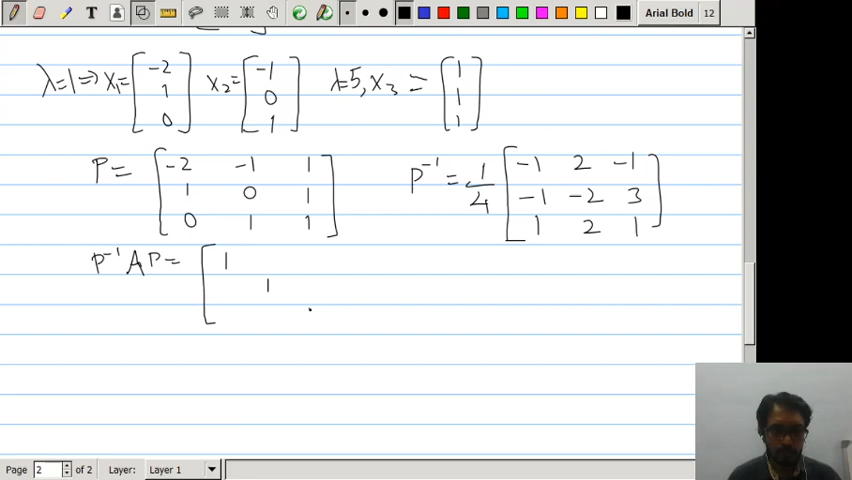 T Arial Bold 12
λ=1⇒X₁=[-2 1 0] X₂=[-1 0 1] λ=5, X₃ = [1 1 1]
P = [-2 -1 1
1 0 1
0 1 1]
P⁻¹ = 1/4 [-1 2 -1
-1 -2 3
1 2 1]
P⁻¹AP = [1
1
Page 2 of 2 Layer: Layer 1